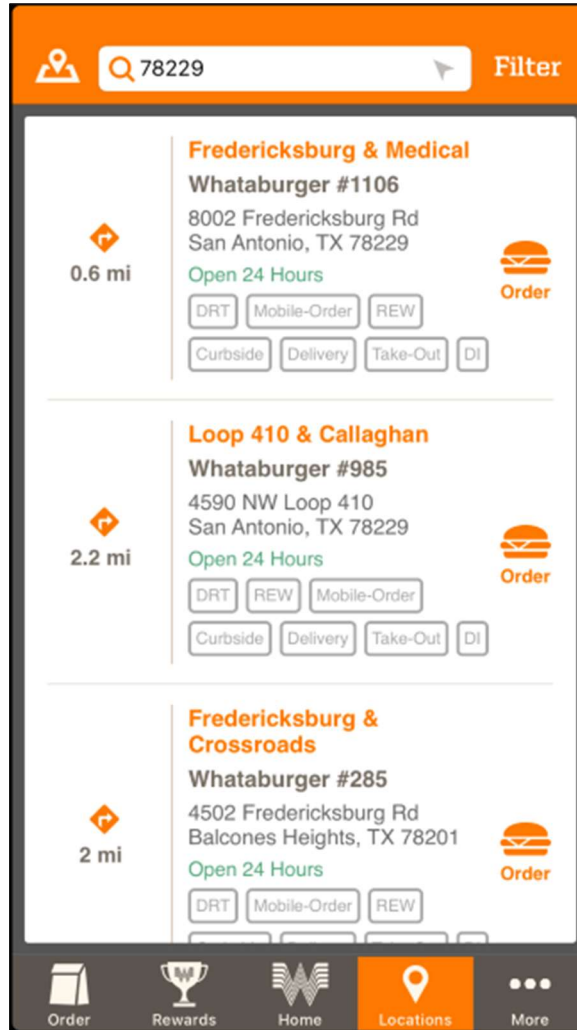 78229
Filter
Fredericksburg & Medical
Whataburger #1106
8002 Fredericksburg Rd
San Antonio, TX 78229
0.6 mi
Open 24 Hours
Order
DRT Mobile-Order REW
Curbside Delivery Take-Out DI
Loop 410 & Callaghan
Whataburger #985
4590 NW Loop 410
San Antonio, TX 78229
2.2 mi
Open 24 Hours
Order
DRT REW Mobile-Order
Curbside Delivery Take-Out DI
Fredericksburg &
Crossroads
Whataburger #285
4502 Fredericksburg Rd
Balcones Heights, TX 78201
2 mi
Open 24 Hours
Order
DRT Mobile-Order REW
Order Rewards Home Locations More